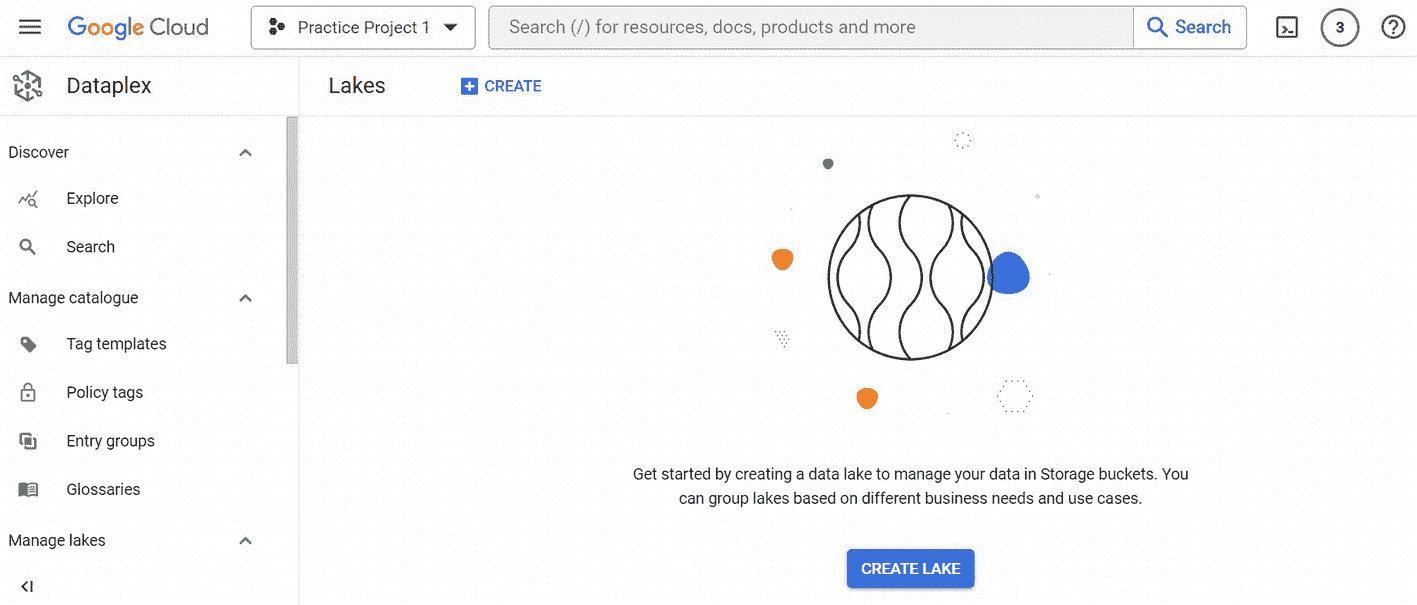 Google Cloud
Practice Project 1
Search (/) for resources, docs, products and more
Search
3
?
Dataplex
Lakes
CREATE
Discover
Explore
Search
Manage catalogue
Tag templates
Policy tags
Entry groups
Glossaries
Manage lakes
Get started by creating a data lake to manage your data in Storage buckets. You
can group lakes based on different business needs and use cases.
CREATE LAKE